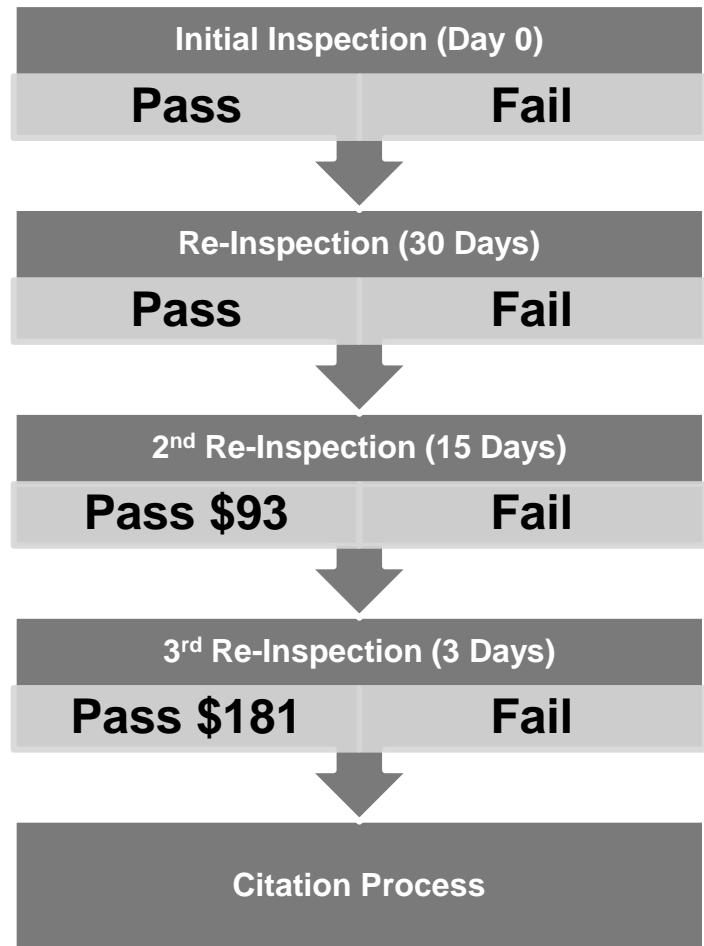 Initial Inspection (Day 0)
Pass Fail
Re-Inspection (30 Days)
Pass Fail
2nd Re-Inspection (15 Days)
Pass $93 Fail
3rd Re-Inspection (3 Days)
Pass $181 Fail
Citation Process